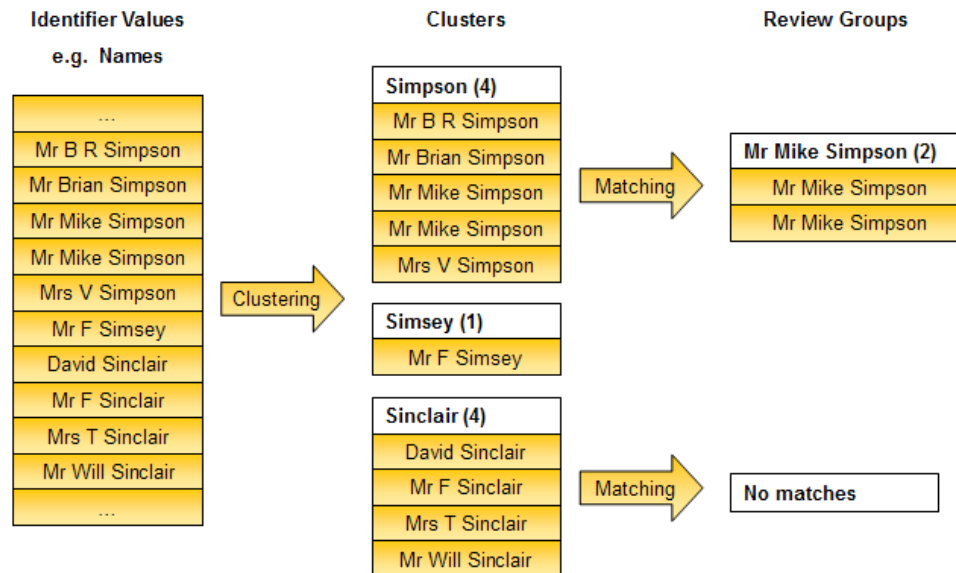 Identifier Values
e.g. Names
...
Mr B R Simpson
Mr Brian Simpson
Mr Mike Simpson
Mr Mike Simpson
Mrs V Simpson
Mr F Simsey
David Sinclair
Mr F Sinclair
Mrs T Sinclair
Mr Will Sinclair
...
Clustering
Clusters
Simpson (4)
Mr B R Simpson
Mr Brian Simpson
Mr Mike Simpson
Mr Mike Simpson
Mrs V Simpson
Simsey (1)
Mr F Simsey
Sinclair (4)
David Sinclair
Mr F Sinclair
Mrs T Sinclair
Mr Will Sinclair
Matching
Matching
Review Groups
Mr Mike Simpson (2)
Mr Mike Simpson
Mr Mike Simpson
No matches